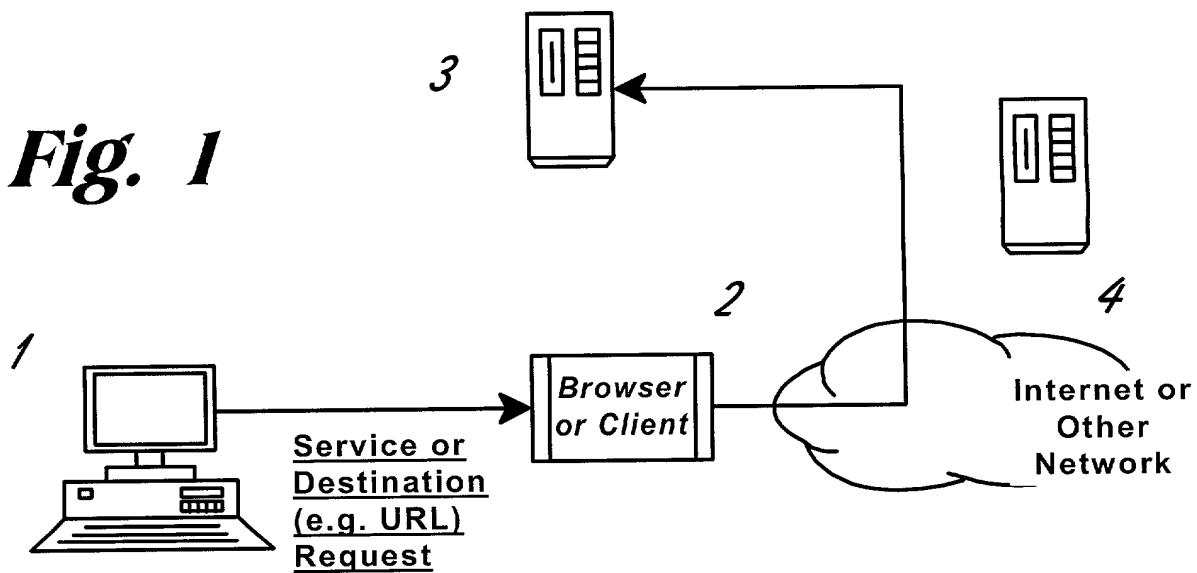 3
Fig. 1
2
4
1
Browser
or Client
Internet or
Other
Network
Service or
Destination
(e.g. URL)
Request